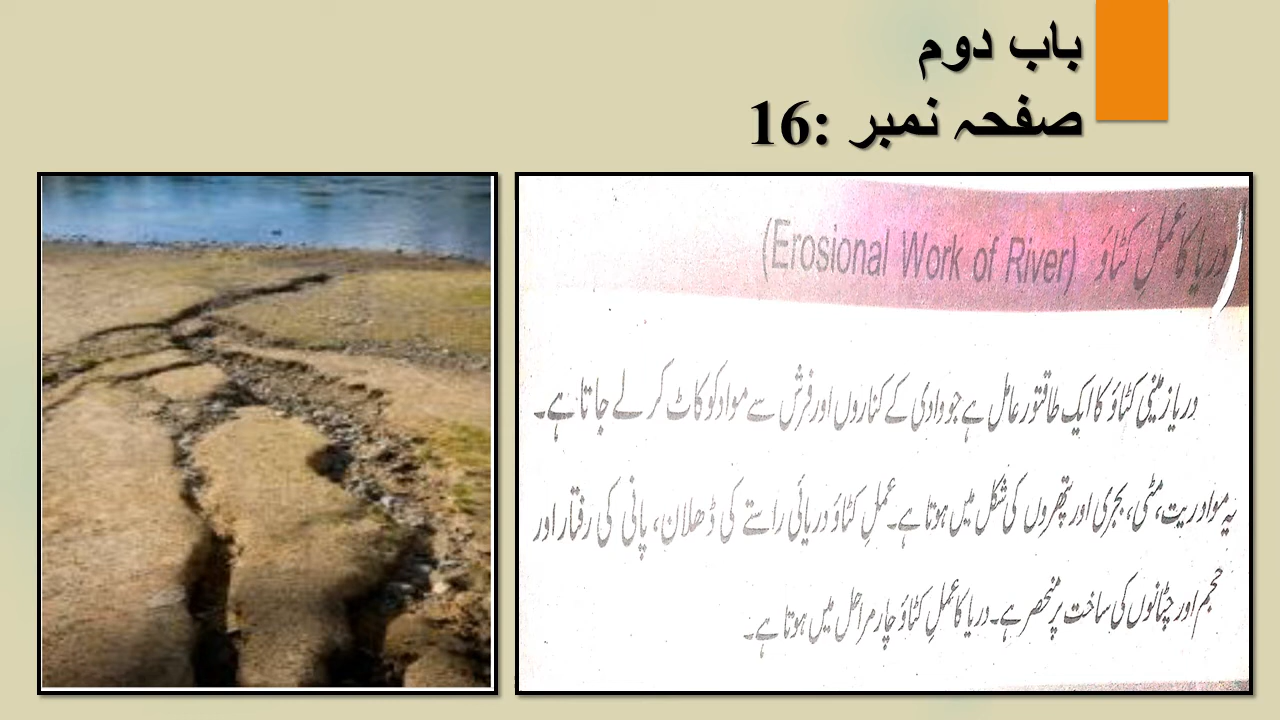 باب دوم
صفحہ نمبر :16
دریا کا عملِ کٹاؤ (Erosional Work of River)
دریا زمینی کٹاؤ کا ایک طاقتور عامل ہے جو وادی کے کناروں اور فرش سے مواد کو کاٹ کر لے جاتا ہے۔
یہ مواد ریت، مٹی، بجری اور پتھروں کی شکل میں ہوتا ہے۔ عملِ کٹاؤ دریائی راستے کی ڈھلان، پانی کی رفتار اور
حجم اور چٹانوں کی ساخت پر منحصر ہے۔ دریا کا عملِ کٹاؤ چار مراحل میں ہوتا ہے۔